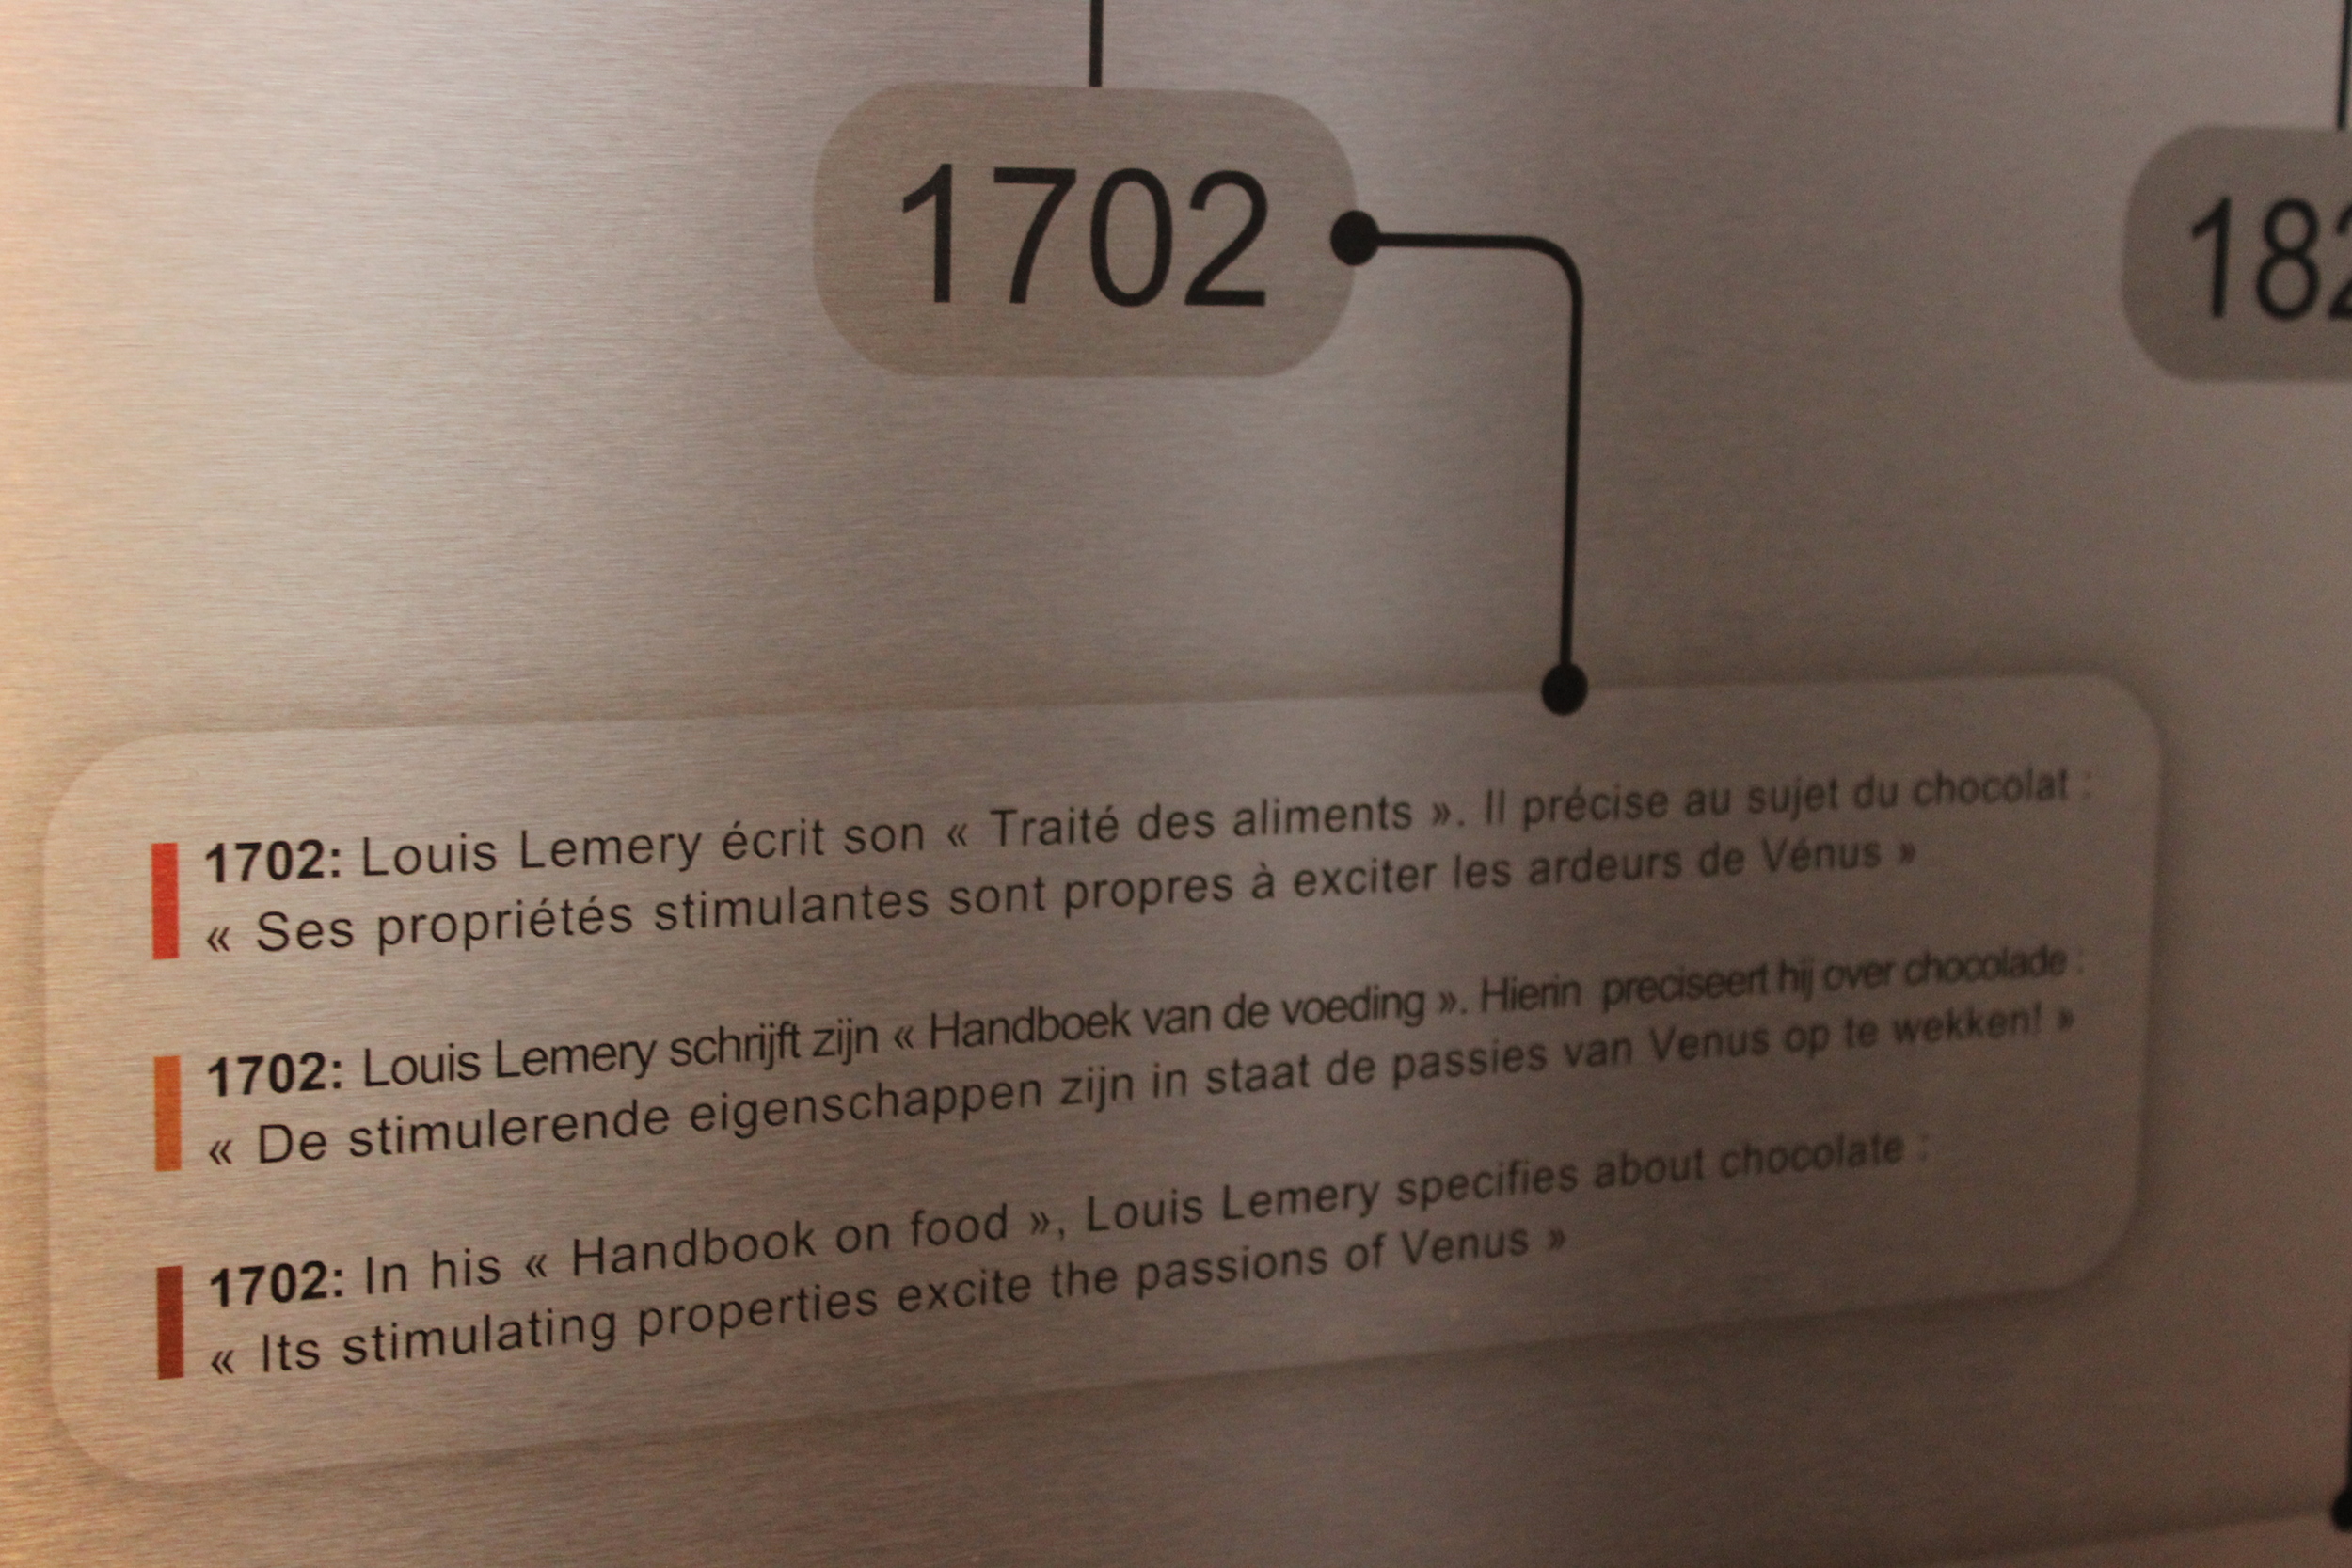 1702
182
1702: Louis Lemery écrit son « Traité des aliments ». Il précise au sujet du chocolat :
« Ses propriétés stimulantes sont propres à exciter les ardeurs de Vénus »
1702: Louis Lemery schrijft zijn « Handboek van de voeding ». Hierin preciseert hij over chocolade :
« De stimulerende eigenschappen zijn in staat de passies van Venus op te wekken! »
1702: In his « Handbook on food », Louis Lemery specifies about chocolate :
« Its stimulating properties excite the passions of Venus »